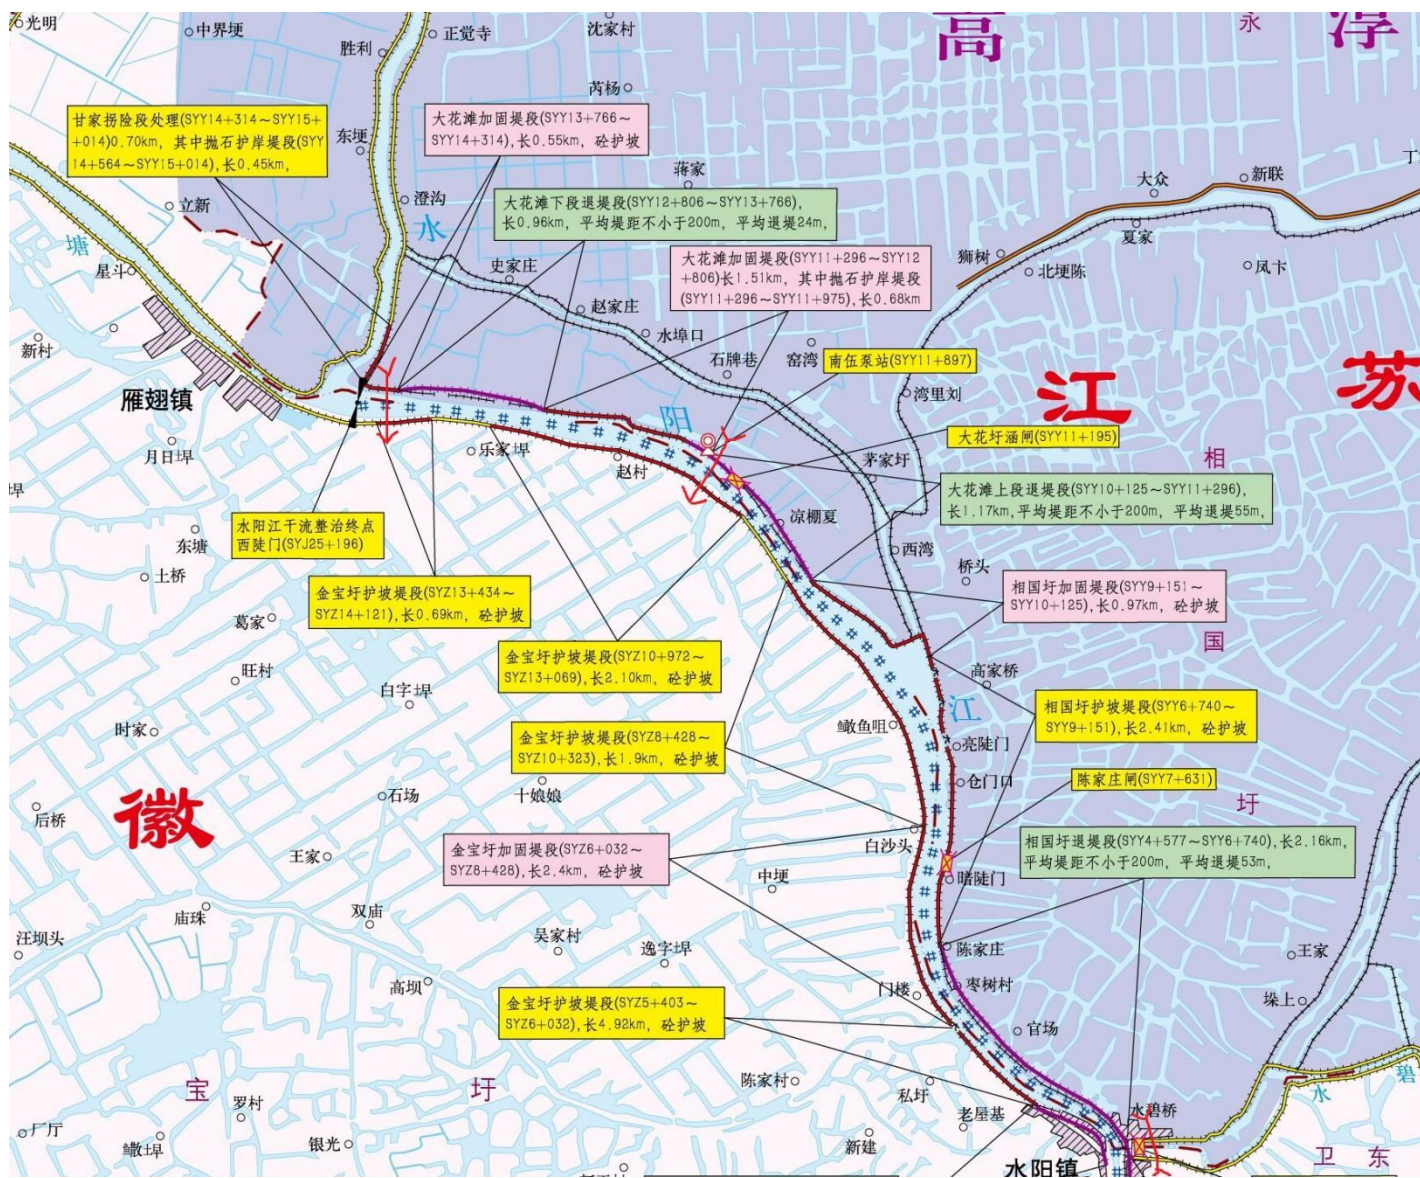 光明
中界埂
胜利
正觉寺
沈家村
高
永
淳
芮杨
甘家拐险段处理(SYY14+314～SYY15+
+014)0.70km，其中抛石护岸堤段(SYY
14+564～SYY15+014),长0.45km,
大花滩加固堤段(SYY13+766～
SYY14+314),长0.55km, 砼护坡
东埂
蒋家
丁
大众
新联
立新
澄沟
大花滩下段退堤段(SYY12+806～SYY13+766),
长0.96km, 平均堤距不小于200m, 平均退堤24m,
水
塘
夏家
狮树
北埂陈
凤卞
星斗
史家庄
大花滩加固堤段(SYY11+296～SYY12
+806)长1.51km, 其中抛石护岸堤段
(SYY11+296～SYY11+975),长0.68km
赵家庄
水埠口
新村
石牌巷
窑湾
南伍泵站(SYY11+897)
江
苏
雁翅镇
湾里刘
阳
大花圩涵闸(SYY11+195)
月日埠
乐家埠
赵村
茅家圩
相
埠
大花滩上段退堤段(SYY10+125～SYY11+296),
长1.17km,平均堤距不小于200m, 平均退堤55m,
水阳江干流整治终点
西陡门(SYJ25+196)
凉棚夏
东塘
西湾
土桥
桥头
金宝圩护坡堤段(SYZ13+434～
SYZ14+121),长0.69km, 砼护坡
相国圩加固堤段(SYY9+151～
SYY10+125),长0.97km, 砼护坡
葛家
国
金宝圩护坡堤段(SYZ10+972～
SYZ13+069),长2.10km, 砼护坡
旺村
高家桥
白字埠
江
相国圩护坡堤段(SYY6+740～
SYY9+151),长2.41km, 砼护坡
时家
鳡鱼咀
金宝圩护坡堤段(SYZ8+428～
SYZ10+323),长1.9km, 砼护坡
亮陡门
仓门口
陈家庄闸(SYY7+631)
石场
十娘娘
徽
后桥
圩
白沙头
相国圩退堤段(SYY4+577～SYY6+740),长2.16km,
平均堤距不小于200m, 平均退堤53m,
王家
金宝圩加固堤段(SYZ6+032～
SYZ8+428),长2.4km, 砼护坡
中埂
暗陡门
庙珠
双庙
汪坝头
吴家村
逸字埠
陈家庄
王家
高坝
门楼
枣树村
垛上
金宝圩护坡堤段(SYZ5+403～
SYZ6+032),长4.92km, 砼护坡
官场
宝
圩
陈家村
私圩
水
碧
罗村
老屋基
水碧桥
厂厅
银光
新建
卫
东
水阳镇